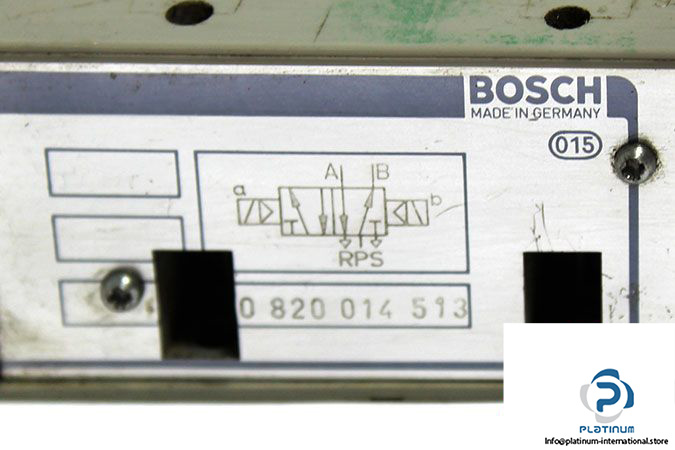 BOSCH
MADE IN GERMANY
015
A B
a b
RPS
0 820 014 513
P
PLATINUM
Info@platinum-international.store